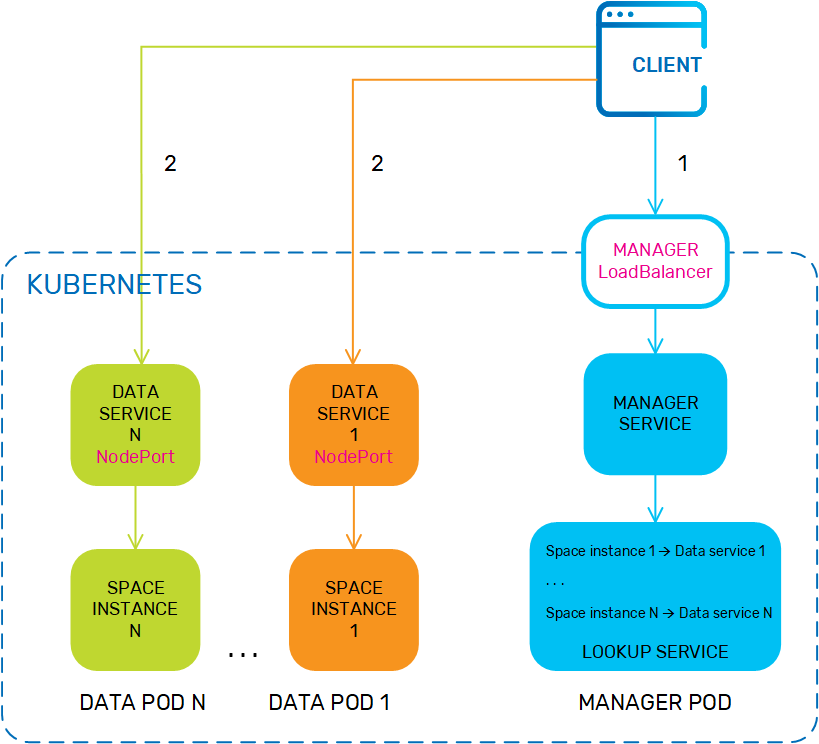 CLIENT
2
2
1
MANAGER
LoadBalancer
KUBERNETES
DATA
SERVICE
N
NodePort
DATA
SERVICE
1
NodePort
MANAGER
SERVICE
SPACE
INSTANCE
N
SPACE
INSTANCE
1
Space instance 1 → Data service 1
...
Space instance N → Data service N
LOOKUP SERVICE
...
DATA POD N
DATA POD 1
MANAGER POD